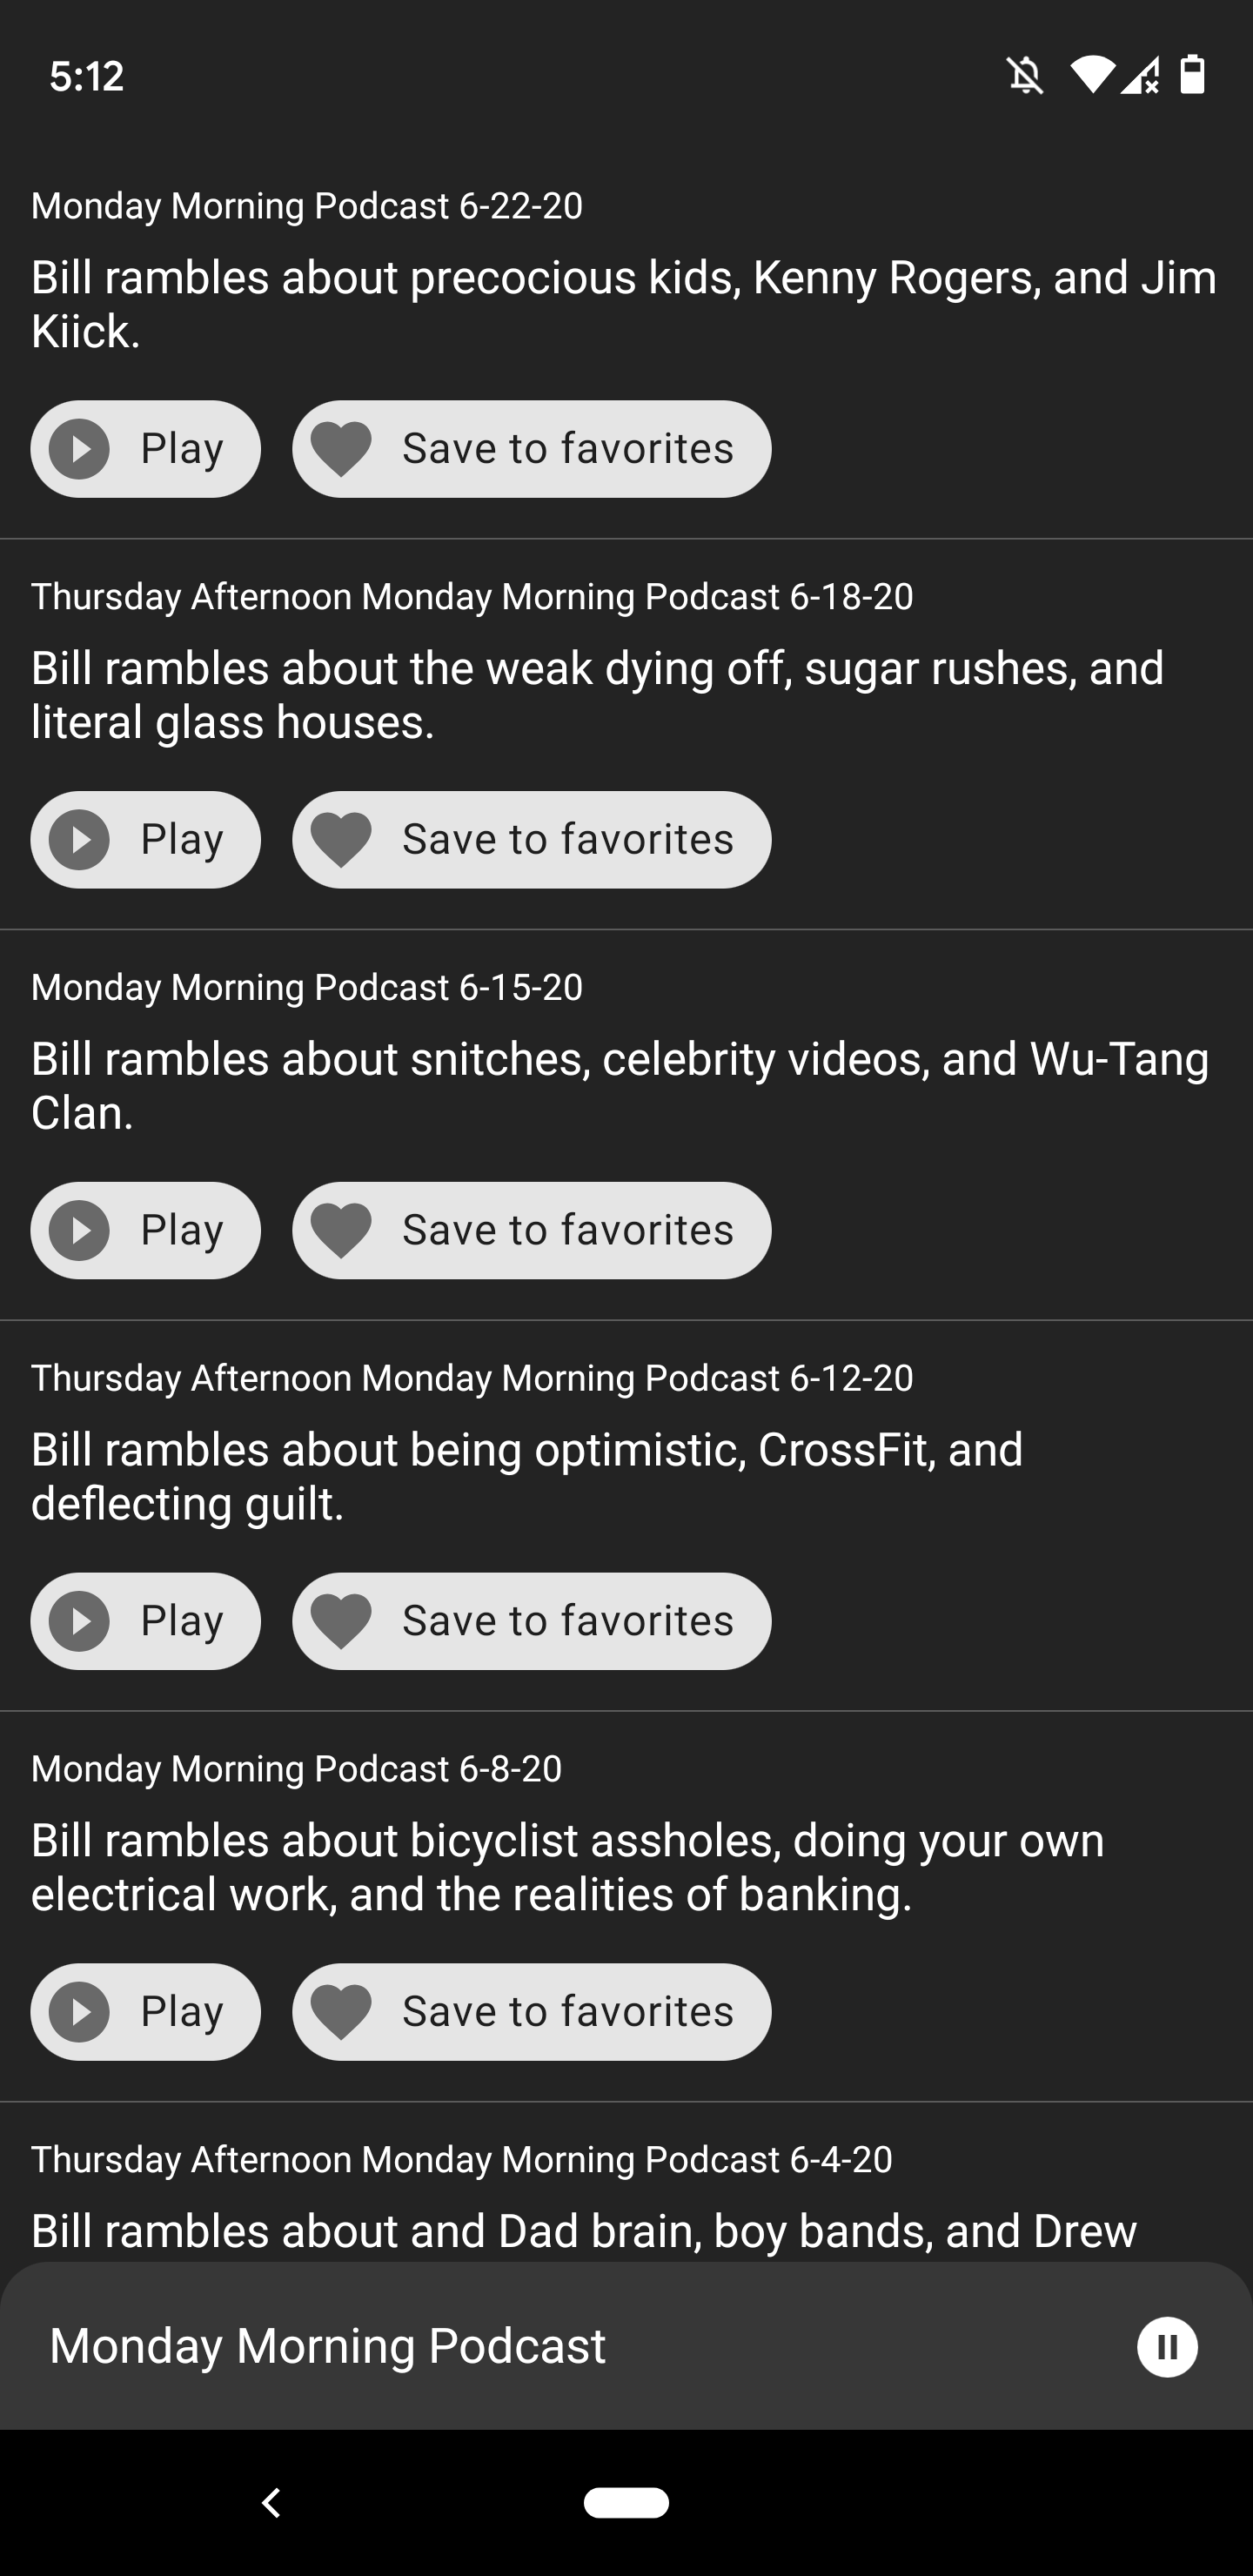 5:12
Monday Morning Podcast 6-22-20
Bill rambles about precocious kids, Kenny Rogers, and Jim
Kiick.
Play
Save to favorites
Thursday Afternoon Monday Morning Podcast 6-18-20
Bill rambles about the weak dying off, sugar rushes, and
literal glass houses.
Play
Save to favorites
Monday Morning Podcast 6-15-20
Bill rambles about snitches, celebrity videos, and Wu-Tang
Clan.
Play
Save to favorites
Thursday Afternoon Monday Morning Podcast 6-12-20
Bill rambles about being optimistic, CrossFit, and
deflecting guilt.
Play
Save to favorites
Monday Morning Podcast 6-8-20
Bill rambles about bicyclist assholes, doing your own
electrical work, and the realities of banking.
Play
Save to favorites
Thursday Afternoon Monday Morning Podcast 6-4-20
Bill rambles about and Dad brain, boy bands, and Drew
Monday Morning Podcast